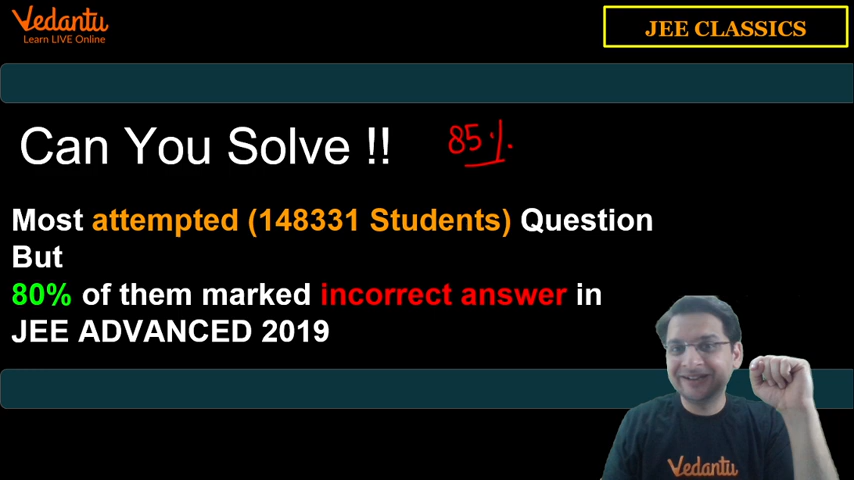 Vedantu
Learn LIVE Online
JEE CLASSICS
Can You Solve !! 85%.
Most attempted (148331 Students) Question
But
80% of them marked incorrect answer in
JEE ADVANCED 2019
Vedantu